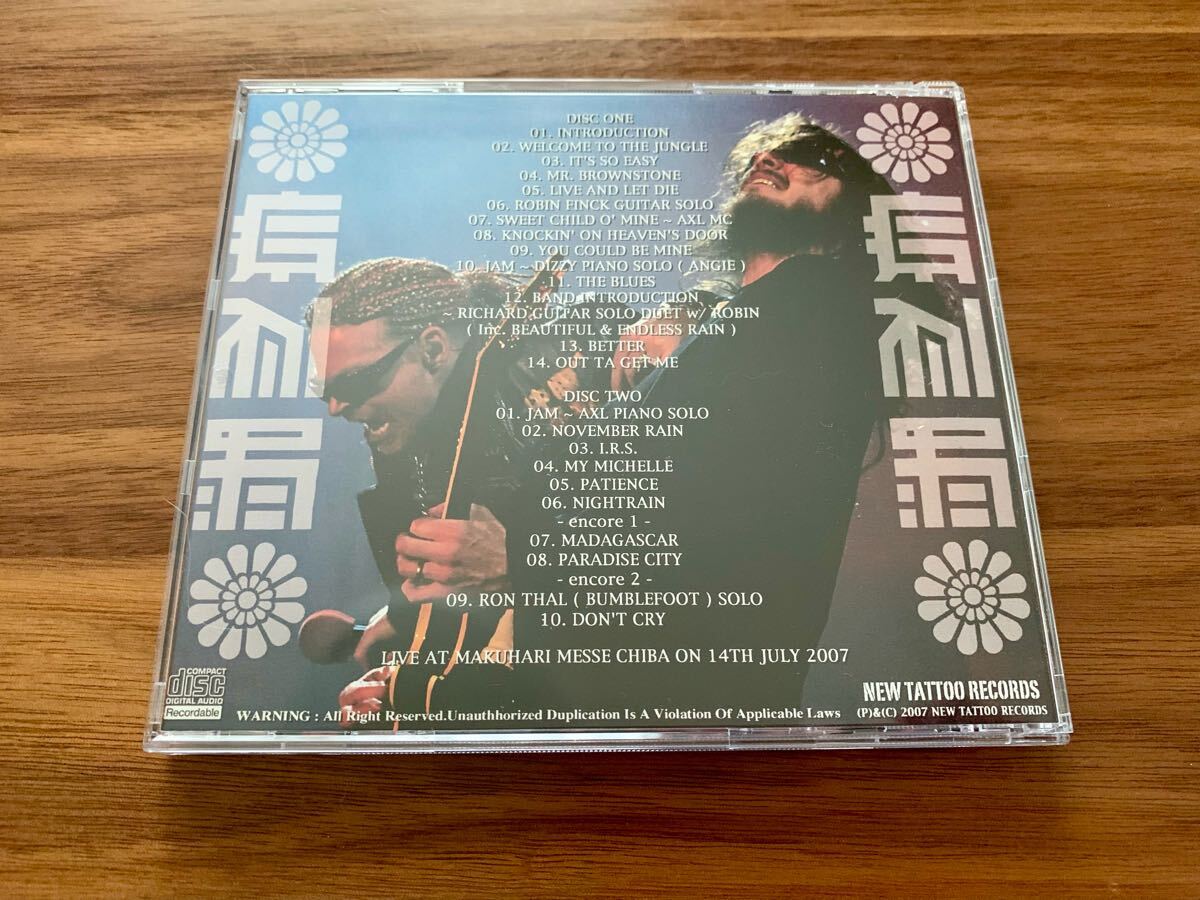 DISC ONE
01. INTRODUCTION
02. WELCOME TO THE JUNGLE
03. IT'S SO EASY
04. MR. BROWNSTONE
05. LIVE AND LET DIE
06. ROBIN FINCK GUITAR SOLO
07. SWEET CHILD O' MINE ~ AXL MC
08. KNOCKIN' ON HEAVEN'S DOOR
09. YOU COULD BE MINE
10. JAM ~ DIZZY PIANO SOLO ( ANGIE )
11. THE BLUES
12. BAND INTRODUCTION
~ RICHARD GUITAR SOLO DUET w/ ROBIN
( Inc. BEAUTIFUL & ENDLESS RAIN )
13. BETTER
14. OUT TA GET ME
DISC TWO
01. JAM ~ AXL PIANO SOLO
02. NOVEMBER RAIN
03. I.R.S.
04. MY MICHELLE
05. PATIENCE
06. NIGHTRAIN
- encore 1 -
07. MADAGASCAR
08. PARADISE CITY
- encore 2 -
09. RON THAL ( BUMBLEFOOT ) SOLO
10. DON'T CRY
LIVE AT MAKUHARI MESSE CHIBA ON 14TH JULY 2007
COMPACT
disc
DIGITAL AUDIO
Recordable
WARNING : All Right Reserved.Unauthhorized Duplication Is A Violation Of Applicable Laws
NEW TATTOO RECORDS
(P)&(C) 2007 NEW TATTOO RECORDS